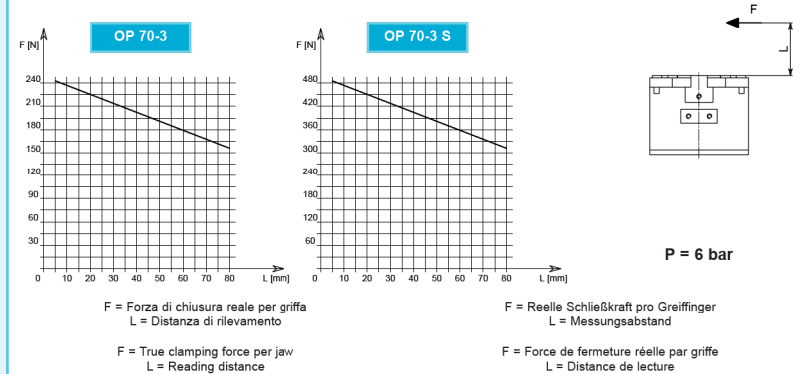 OP 70-3
F [N]
240
210
180
150
120
90
60
30
0 10 20 30 40 50 60 70 80 L [mm]
OP 70-3 S
F [N]
480
420
360
300
240
180
120
60
0 10 20 30 40 50 60 70 80 L [mm]
F
L
P = 6 bar
F = Forza di chiusura reale per griffa
L = Distanza di rilevamento
F = Reelle Schließkraft pro Greiffinger
L = Messungsabstand
F = True clamping force per jaw
L = Reading distance
F = Force de fermeture réelle par griffe
L = Distance de lecture